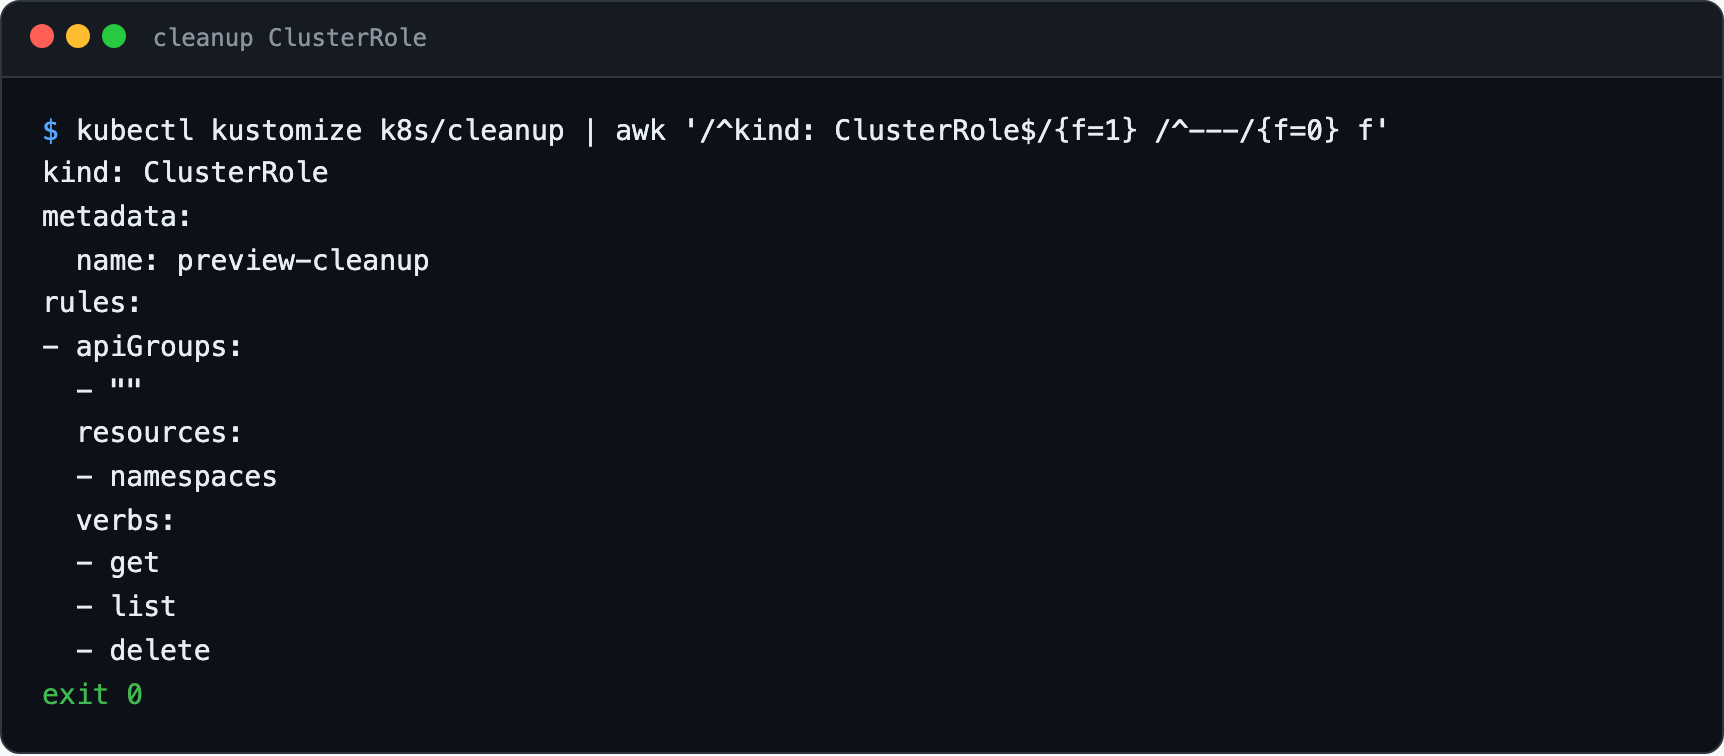 cleanup ClusterRole
$ kubectl kustomize k8s/cleanup | awk '/^kind: ClusterRole$/{f=1} /^---/{f=0} f'
kind: ClusterRole
metadata:
  name: preview-cleanup
rules:
- apiGroups:
  - ""
  resources:
  - namespaces
  verbs:
  - get
  - list
  - delete
exit 0